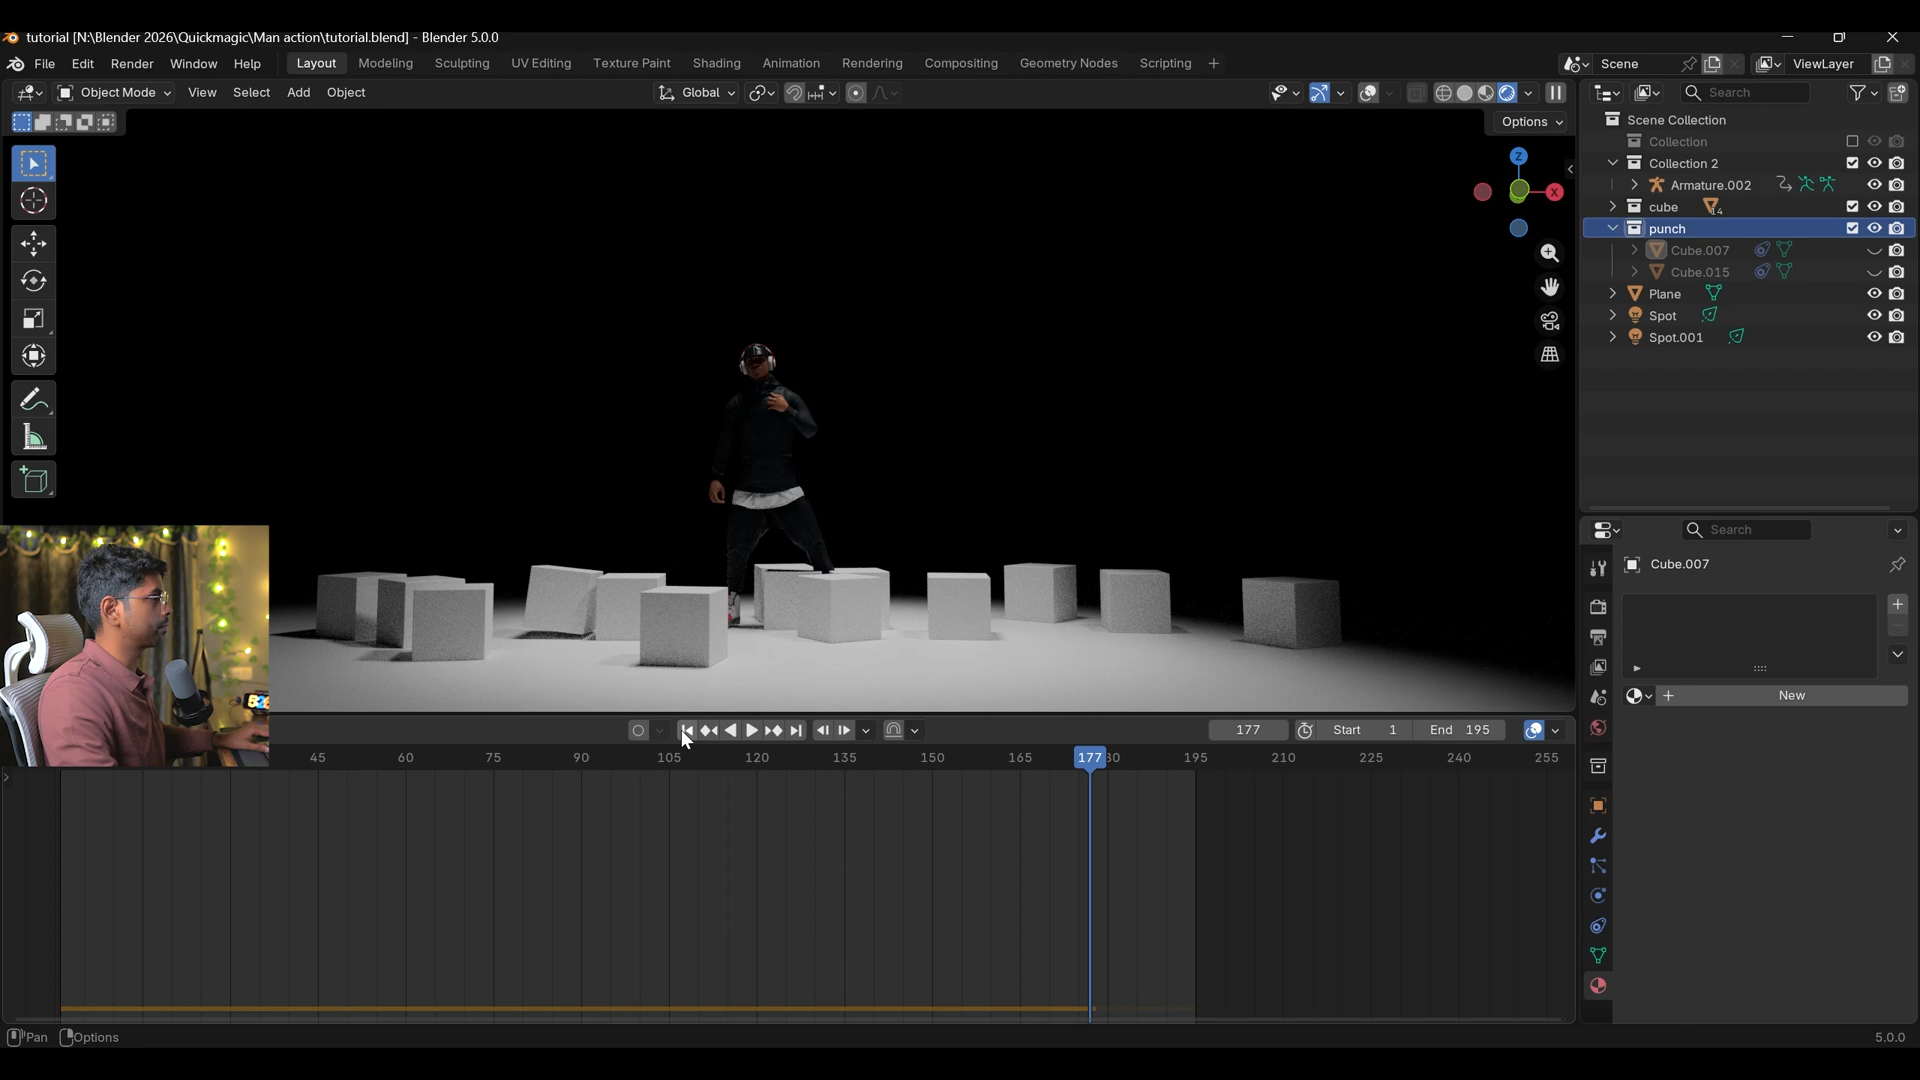 tutorial [N:\Blender 2026\Quickmagic\Man action\tutorial.blend] - Blender 5.0.0
File Edit Render Window Help Layout Modeling Sculpting UV Editing Texture Paint Shading Animation Rendering Compositing Geometry Nodes Scripting + Scene ViewLayer
Object Mode View Select Add Object Global Search
Options
Scene Collection
Collection
Collection 2
Armature.002
cube 14
punch
Cube.007
Cube.015
Plane
Spot
Spot.001
Z
X
Search
Cube.007
New
177 Start 1 End 195
45 60 75 90 105 120 135 150 165 177 80 195 210 225 240 255
Pan Options 5.0.0